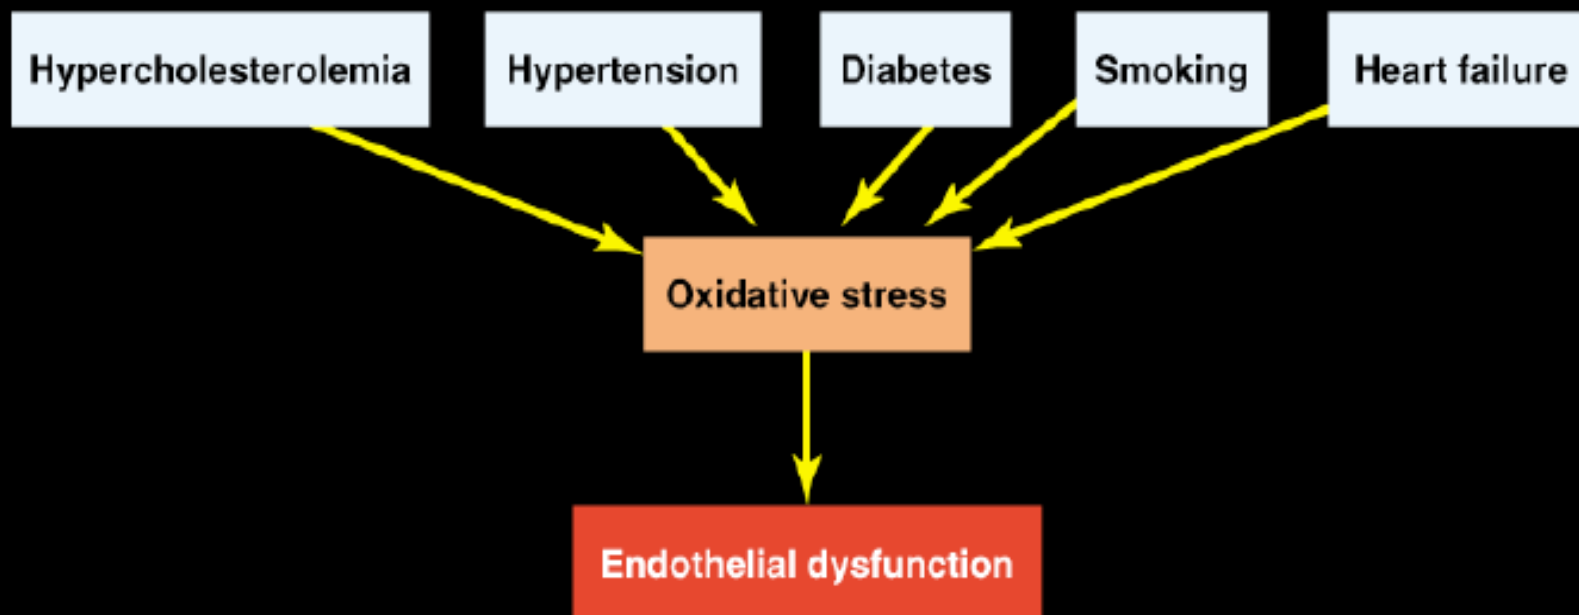 Hypercholesterolemia
Hypertension
Diabetes
Smoking
Heart failure
Oxidative stress
Endothelial dysfunction